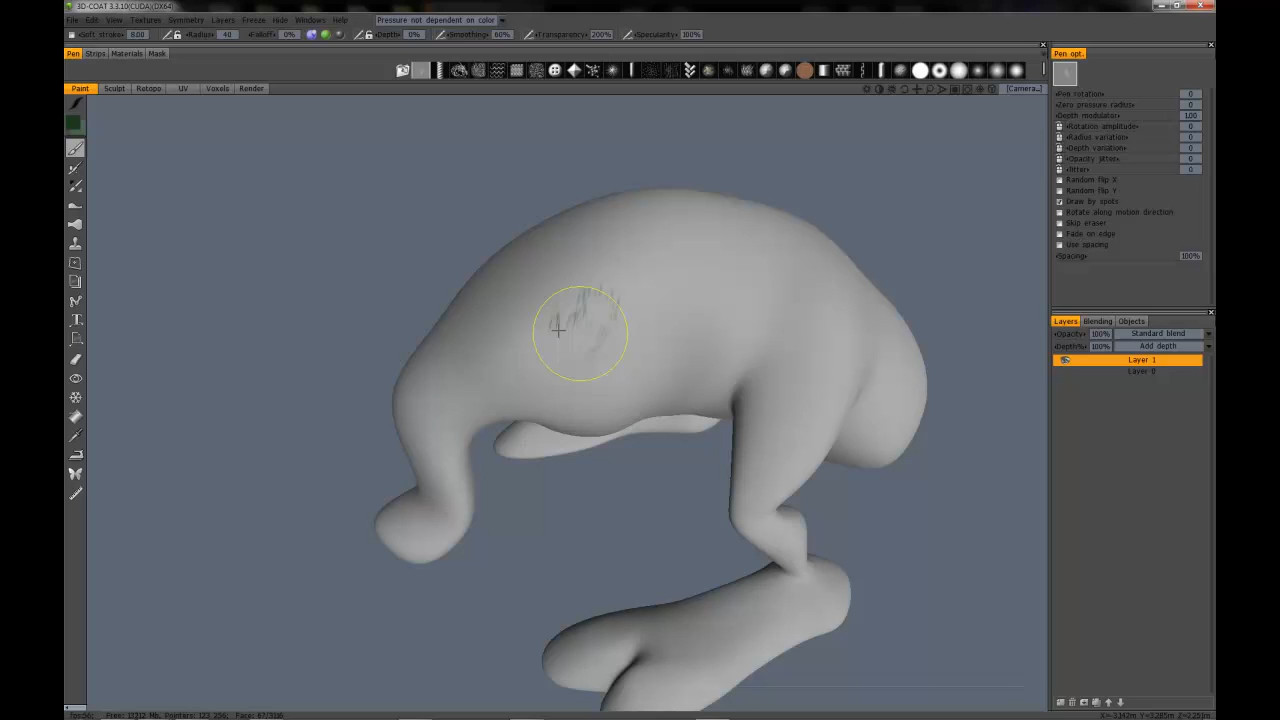 3D-COAT 3.3.10(CUDA)(DX64)
File Edit View Textures Symmetry Layers Freeze Hide Windows Help Pressure not dependent on color
Soft stroke 8.00 Radius 40 Falloff 0% Depth 0% Smoothing 60% Transparency 200% Specularity 100%
Pen Strips Materials Mask
Pen opt.
Paint Sculpt Retopo UV Voxels Render
[Camera...]
Pen rotation 0
Zero pressure radius 0
Depth modulator 1.00
Rotation amplitude 0
Radius variation 0
Depth variation 0
Opacity jitter 0
Jitter 0
Random flip X
Random flip Y
Draw by spots
Rotate along motion direction
Skip eraser
Fade on edge
Use spacing
Spacing 100%
Layers Blending Objects
Opacity 100% Standard blend
Depth% 100% Add depth
Layer 1
Layer 0